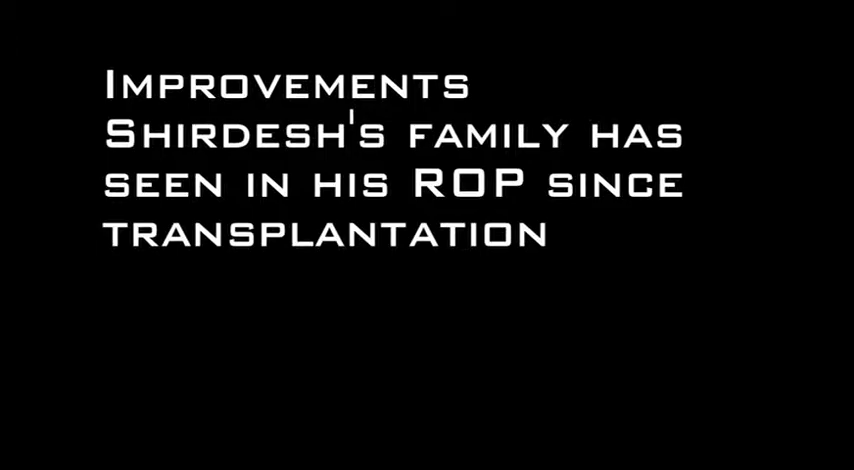 Improvements
Shirdesh's family has
seen in his ROP since
transplantation